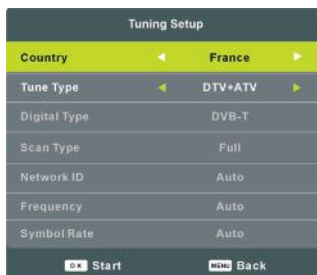 Tuning Setup
Country France
Tune Type DTV+ATV
Digital Type DVB-T
Scan Type Full
Network ID Auto
Frequency Auto
Symbol Rate Auto
OK Start MENU Back